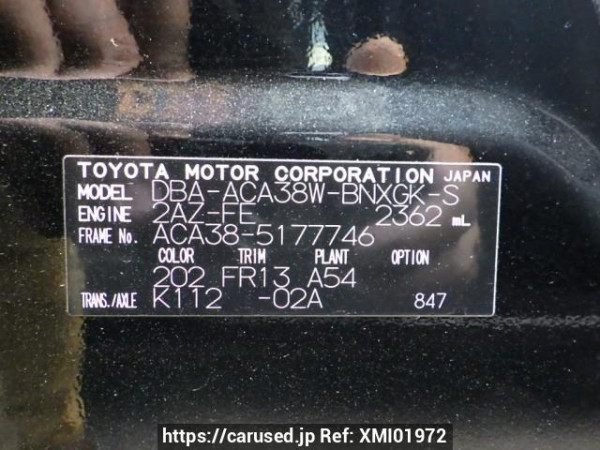 TOYOTA MOTOR CORPORATION JAPAN
MODEL DBA-ACA38W-BNXGK-S
ENGINE 2AZ-FE 2362 mL
FRAME No. ACA38-5177746
COLOR TRIM PLANT OPTION
202 FR13 A54
TRANS./AXLE K112 -02A 847
https://carused.jp Ref: XMI01972